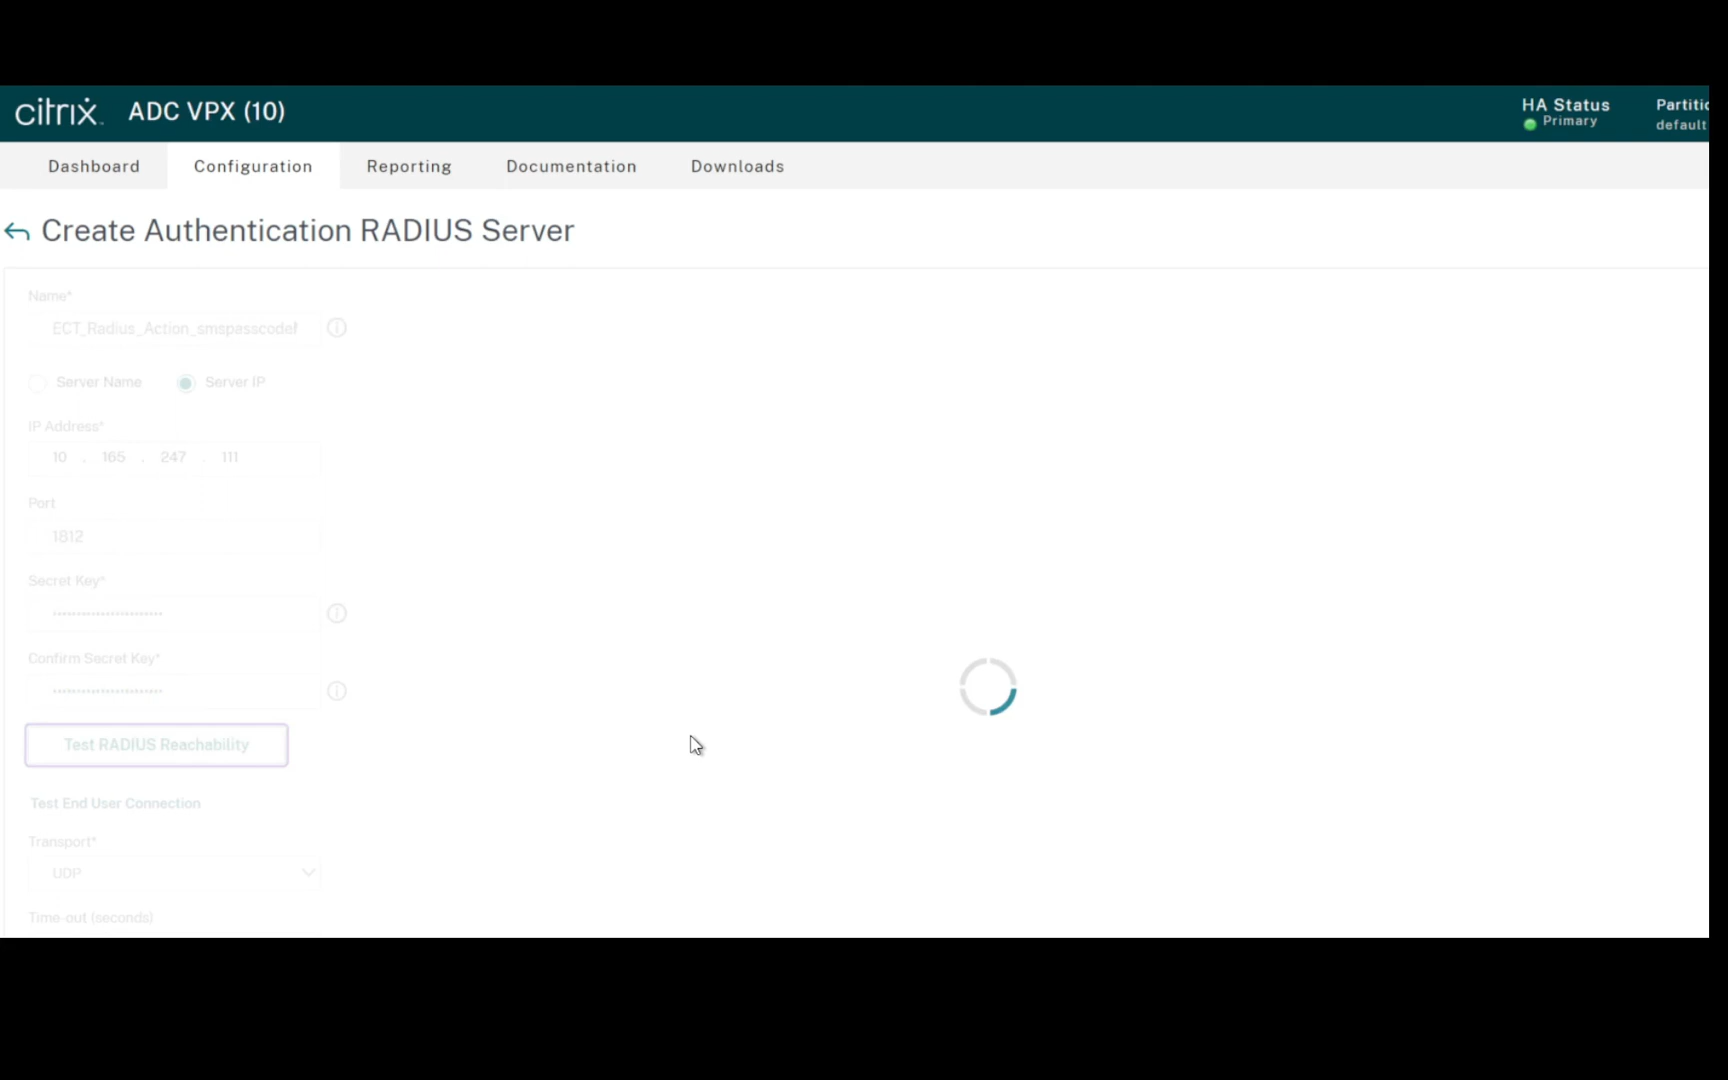 citrix ADC VPX (10)
HA Status
Primary
Partitic
default
Dashboard Configuration Reporting Documentation Downloads
Create Authentication RADIUS Server
Name*
ECT_Radius_Action_smspasscode
Server Name Server IP
IP Address*
10 . 165 . 247 . 111
Port
1812
Secret Key*
Confirm Secret Key*
Test RADIUS Reachability
Test End User Connection
Transport*
UDP
Time-out (seconds)